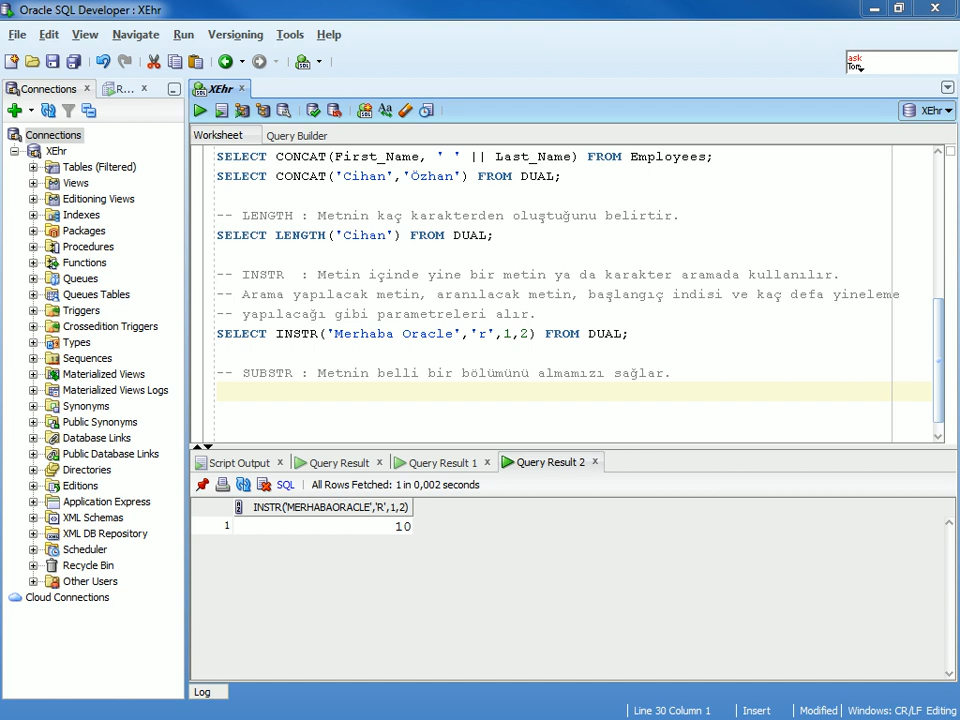 Oracle SQL Developer : XEhr
File Edit View Navigate Run Versioning Tools Help
ask
Tom
Connections R... XEhr
XEhr
Worksheet Query Builder
Connections
XEhr
Tables (Filtered)
Views
Editioning Views
Indexes
Packages
Procedures
Functions
Queues
Queues Tables
Triggers
Crossedition Triggers
Types
Sequences
Materialized Views
Materialized Views Logs
Synonyms
Public Synonyms
Database Links
Public Database Links
Directories
Editions
Application Express
XML Schemas
XML DB Repository
Scheduler
Recycle Bin
Other Users
Cloud Connections
SELECT CONCAT(First_Name, ' ' || Last_Name) FROM Employees;
SELECT CONCAT('Cihan','Özhan') FROM DUAL;
-- LENGTH : Metnin kaç karakterden oluştuğunu belirtir.
SELECT LENGTH('Cihan') FROM DUAL;
-- INSTR  : Metin içinde yine bir metin ya da karakter aramada kullanılır.
-- Arama yapılacak metin, aranılacak metin, başlangıç indisi ve kaç defa yineleme
-- yapılacağı gibi parametreleri alır.
SELECT INSTR('Merhaba Oracle','r',1,2) FROM DUAL;
-- SUBSTR : Metnin belli bir bölümünü almamızı sağlar.
Script Output Query Result Query Result 1 Query Result 2
SQL All Rows Fetched: 1 in 0,002 seconds
INSTR('MERHABAORACLE','R',1,2)
1 10
Log
Line 30 Column 1 Insert Modified Windows: CR/LF Editing